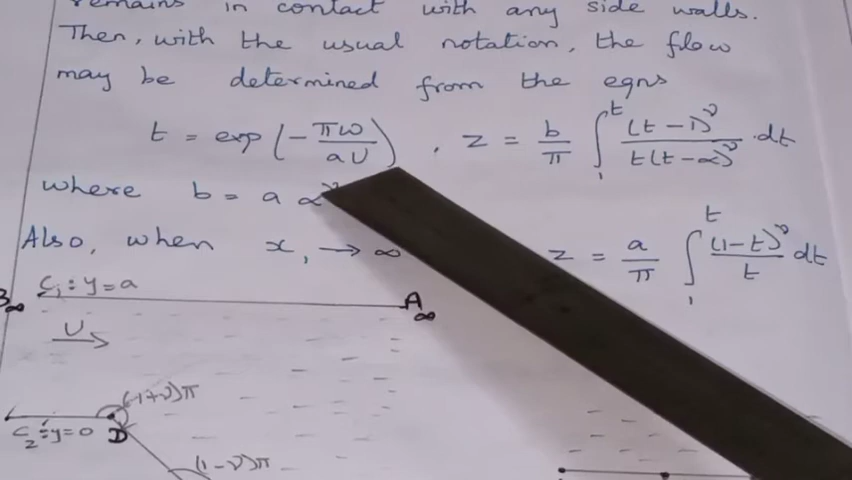 remains in contact with any side walls.
Then, with the usual notation, the flow
may be determined from the eqns
t = exp (- πω/aU), z = b/π ∫₁ᵗ (t-1)^ν / t(t-α)^ν .dt
where b = a α^ν
Also, when x₁ → ∞ z = a/π ∫₁ᵗ (1-t)^ν / t dt
C₁ : y = a
B∞ A∞
U
(1+ν)π
C₂ : y = 0 D
(1-ν)π